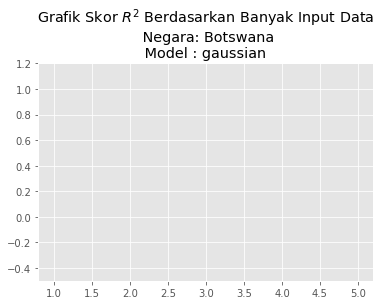 Grafik Skor R² Berdasarkan Banyak Input Data
Negara: Botswana
Model : gaussian
1.2
1.0
0.8
0.6
0.4
0.2
0.0
−0.2
−0.4
1.0 1.5 2.0 2.5 3.0 3.5 4.0 4.5 5.0